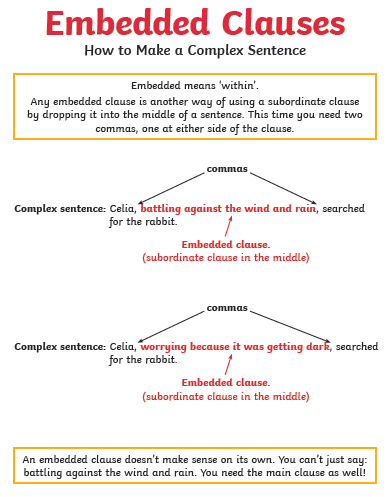 Embedded Clauses
How to Make a Complex Sentence
Embedded means ‘within’.
Any embedded clause is another way of using a subordinate clause
by dropping it into the middle of a sentence. This time you need two
commas, one at either side of the clause.
commas
Complex sentence: Celia, battling against the wind and rain, searched
for the rabbit.
Embedded clause.
(subordinate clause in the middle)
commas
Complex sentence: Celia, worrying because it was getting dark, searched
for the rabbit.
Embedded clause.
(subordinate clause in the middle)
An embedded clause doesn’t make sense on its own. You can’t just say:
battling against the wind and rain. You need the main clause as well!